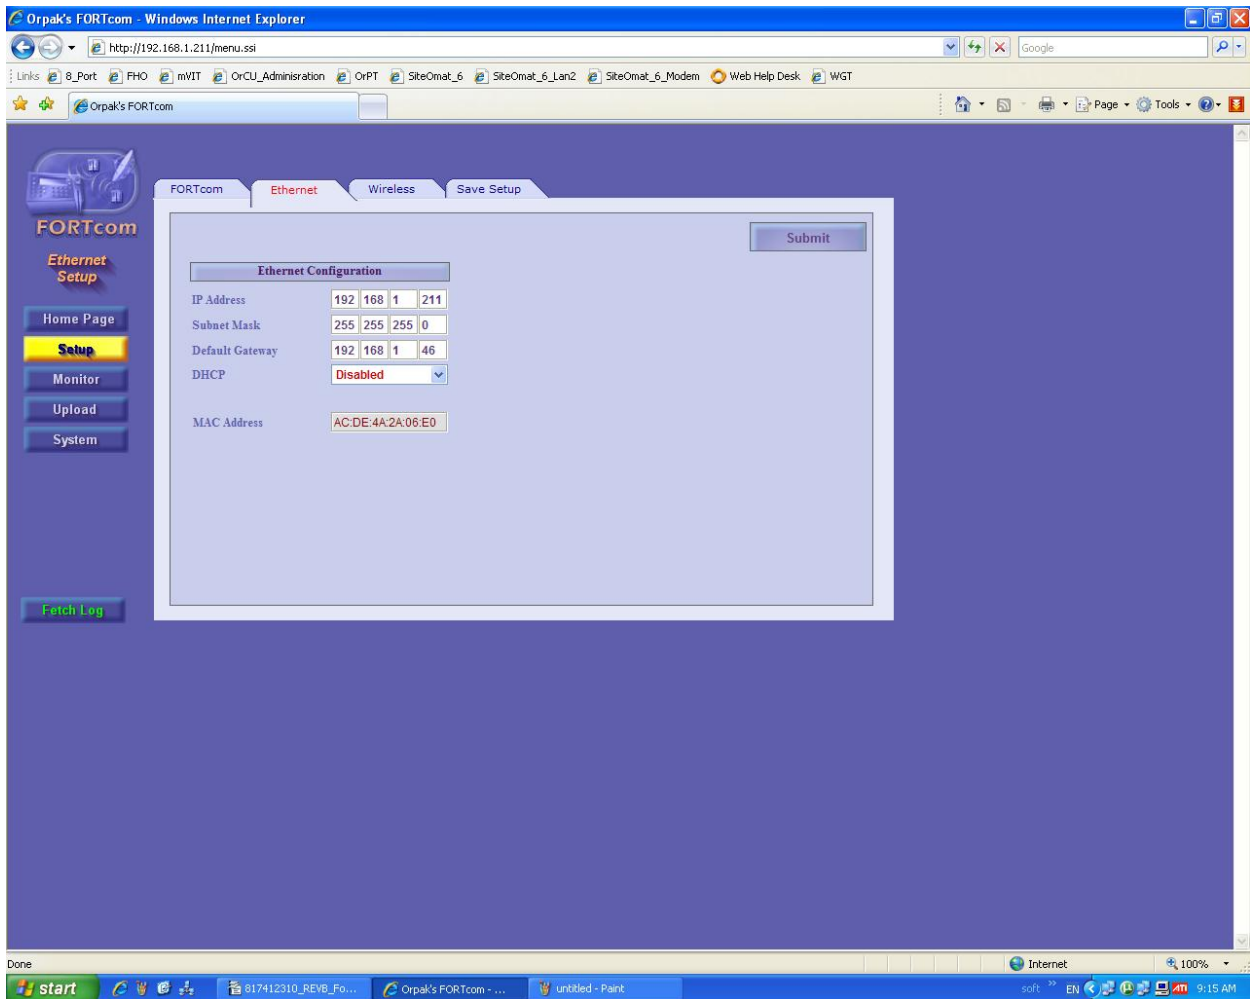 Orpak's FORTcom - Windows Internet Explorer
http://192.168.1.211/menu.ssi
Google
Links 8_Port FHO mVIT OrCU_Adminisration OrPT SiteOmat_6 SiteOmat_6_Lan2 SiteOmat_6_Modem Web Help Desk WGT
Orpak's FORTcom
Page Tools
FORTcom Ethernet Wireless Save Setup
FORTcom
Ethernet
Setup
Submit
Ethernet Configuration
IP Address 192 168 1 211
Subnet Mask 255 255 255 0
Default Gateway 192 168 1 46
DHCP Disabled
MAC Address AC:DE:4A:2A:06:E0
Home Page
Setup
Monitor
Upload
System
Fetch Log
Done Internet 100%
start 817412310_REVB_Fo... Orpak's FORTcom - ... untitled - Paint soft EN ATI 9:15 AM